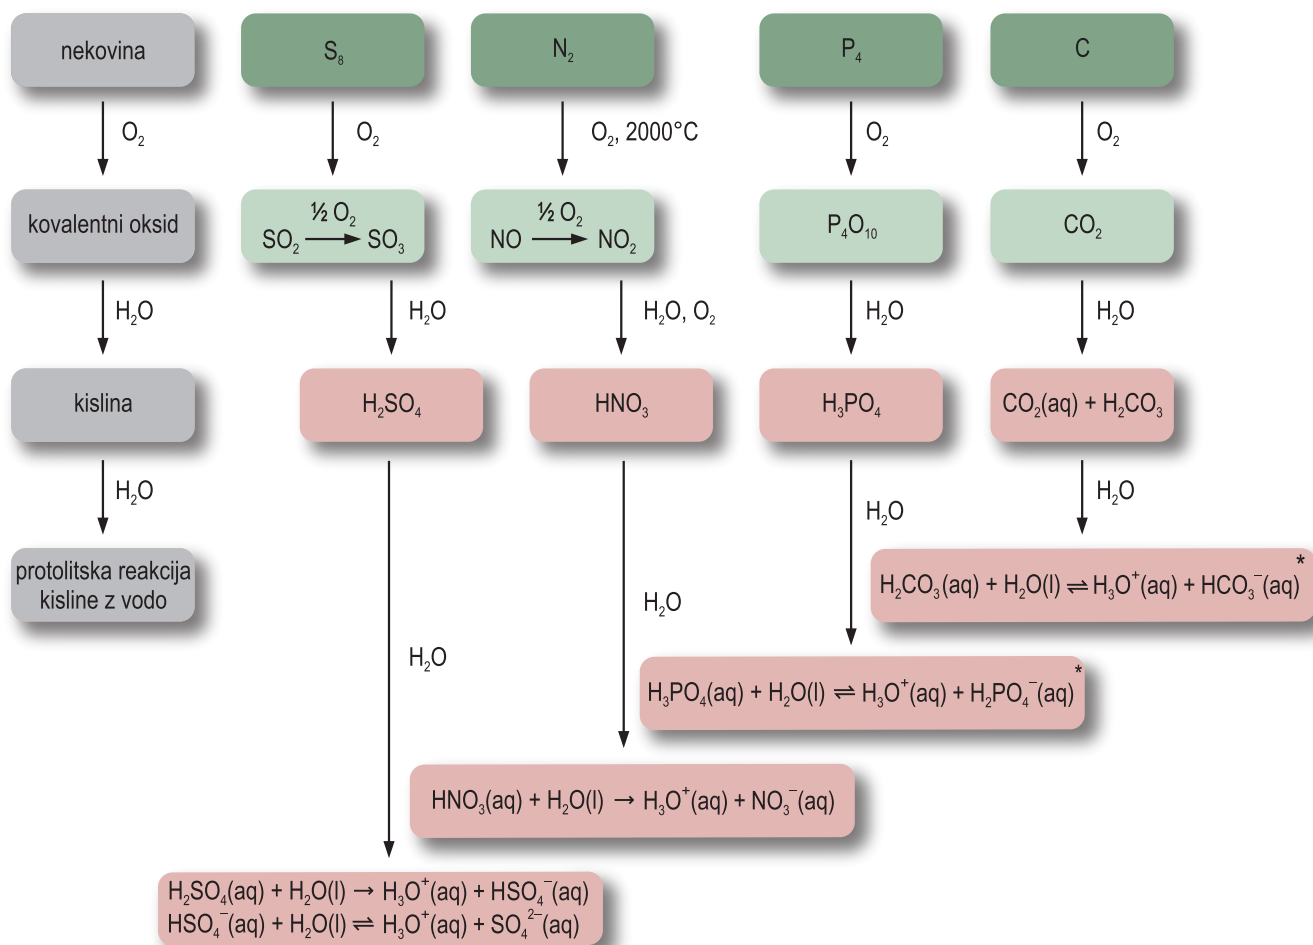 nekovina
S₈
N₂
P₄
C
O₂
O₂
O₂, 2000°C
O₂
O₂
kovalentni oksid
½ O₂
SO₂ → SO₃
½ O₂
NO → NO₂
P₄O₁₀
CO₂
H₂O
H₂O
H₂O, O₂
H₂O
H₂O
kislina
H₂SO₄
HNO₃
H₃PO₄
CO₂(aq) + H₂CO₃
H₂O
H₂O
H₂O
protolitska reakcija
kisline z vodo
H₂CO₃(aq) + H₂O(l) ⇌ H₃O⁺(aq) + HCO₃⁻(aq)*
H₂O
H₂O
H₃PO₄(aq) + H₂O(l) ⇌ H₃O⁺(aq) + H₂PO₄⁻(aq)*
HNO₃(aq) + H₂O(l) → H₃O⁺(aq) + NO₃⁻(aq)
H₂SO₄(aq) + H₂O(l) → H₃O⁺(aq) + HSO₄⁻(aq)
HSO₄⁻(aq) + H₂O(l) ⇌ H₃O⁺(aq) + SO₄²⁻(aq)